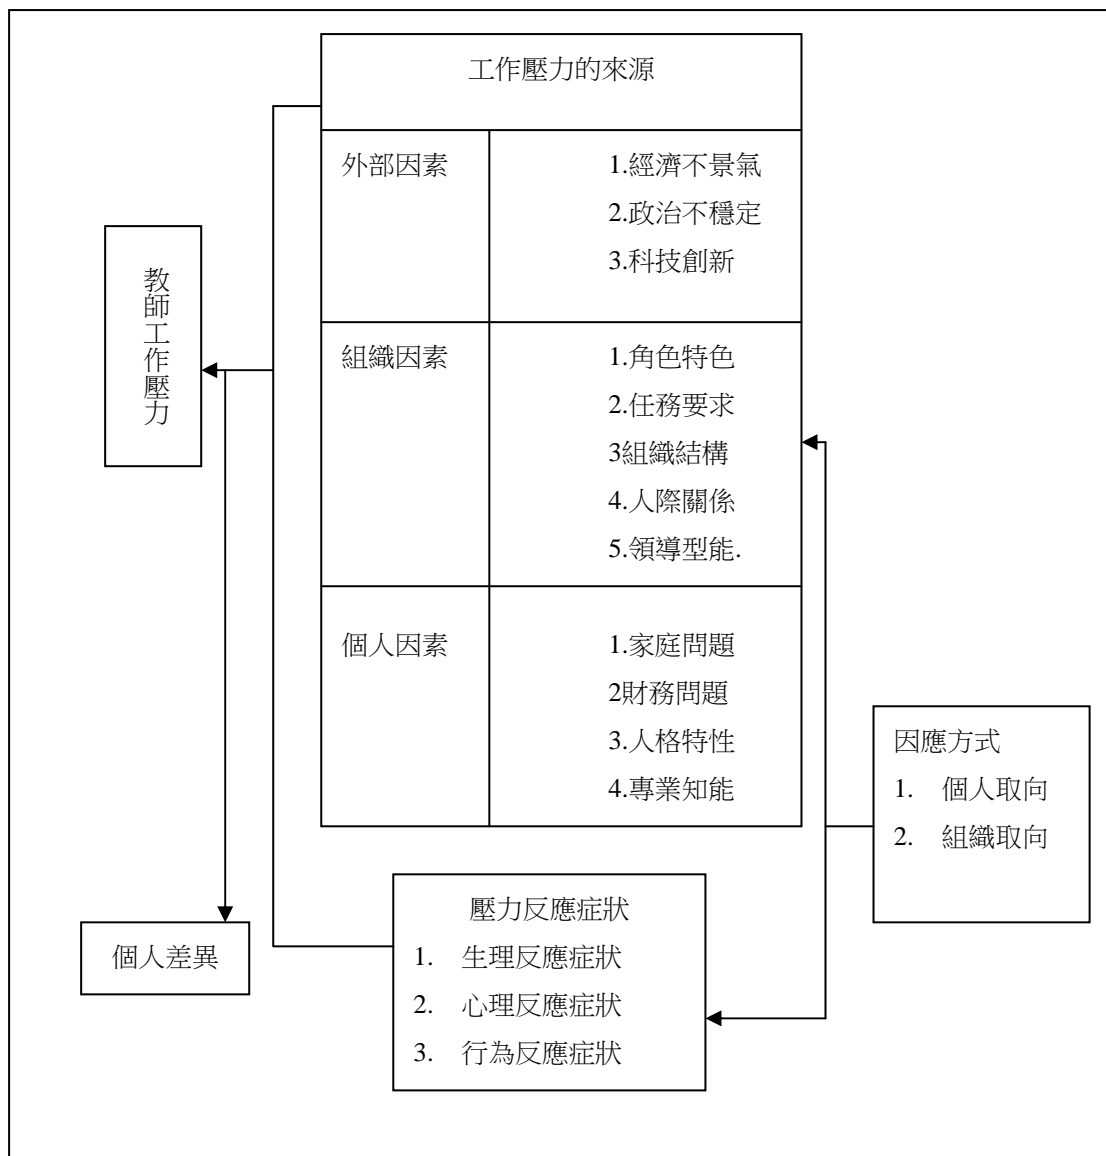 工作壓力的來源
外部因素
1.經濟不景氣
2.政治不穩定
3.科技創新
教師工作壓力
組織因素
1.角色特色
2.任務要求
3組織結構
4.人際關係
5.領導型能.
個人因素
1.家庭問題
2財務問題
3.人格特性
4.專業知能
因應方式
1. 個人取向
2. 組織取向
壓力反應症狀
1. 生理反應症狀
2. 心理反應症狀
3. 行為反應症狀
個人差異